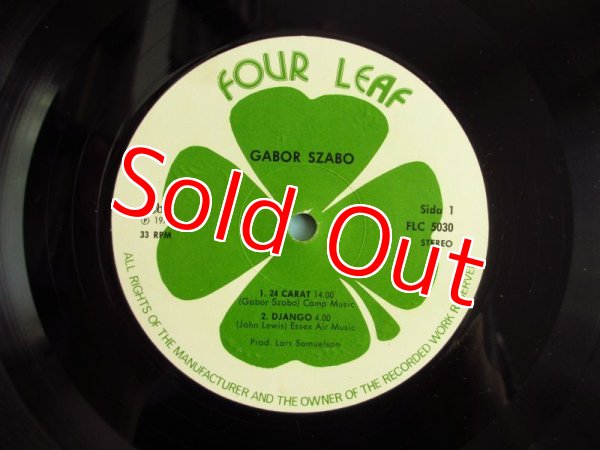 FOUR LEAF
GABOR SZABO
Sold Out
Side 1
FLC 5030
STEREO
33 RPM
1. 24 CARAT 14.00
(Gabor Szabo) Camp Music
2. DJANGO 4.00
(John Lewis) Essex Air Music
Prod. Lars Samuelson
ALL RIGHTS OF THE MANUFACTURER AND THE OWNER OF THE RECORDED WORK RESERVED